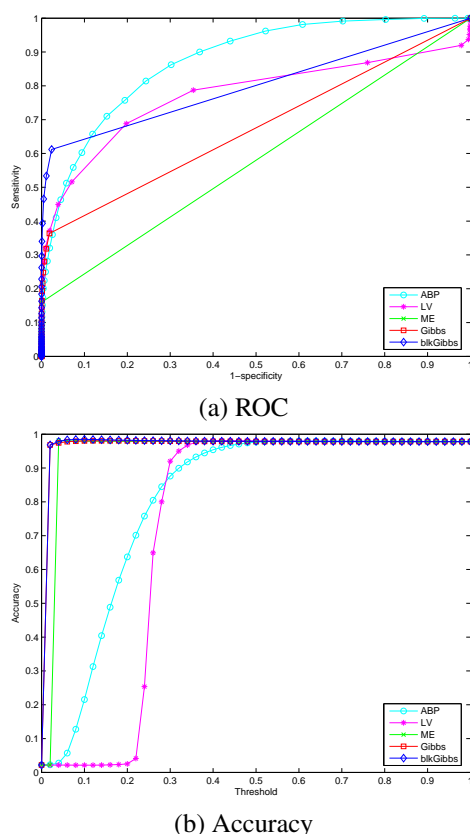 1
0.9
0.8
0.7
0.6
0.5
0.4
0.3
0.2
0.1
0
Sensitivity
ABP
LV
ME
Gibbs
blkGibbs
0 0.1 0.2 0.3 0.4 0.5 0.6 0.7 0.8 0.9 1
1−specificity
(a) ROC
1
0.9
0.8
0.7
0.6
0.5
0.4
0.3
0.2
0.1
0
Accuracy
ABP
LV
ME
Gibbs
blkGibbs
0 0.1 0.2 0.3 0.4 0.5 0.6 0.7 0.8 0.9 1
Threshold
(b) Accuracy